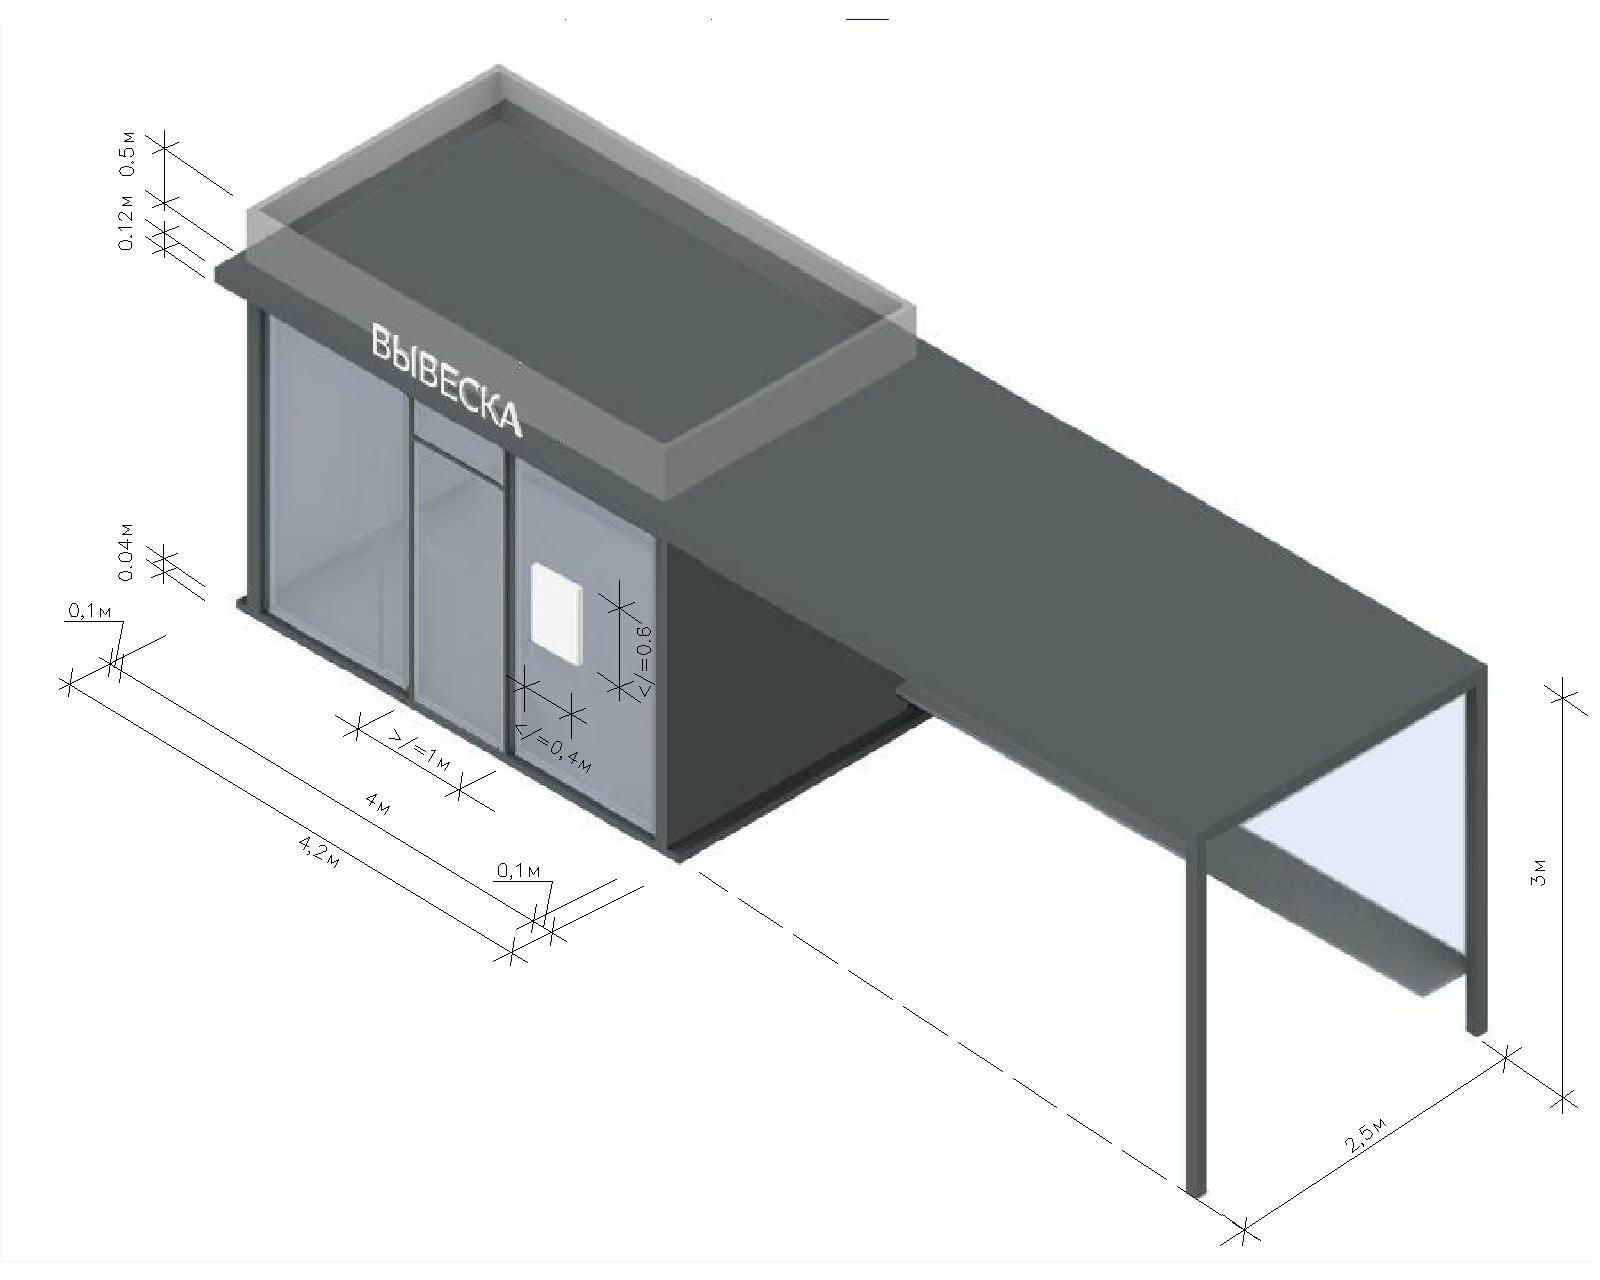 0.5м
0.12м
ВЫВЕСКА
0.04м
0,1м
</=0.6
</=0,4м
>/=1м
4м
4,2м
0,1м
3м
2,5м